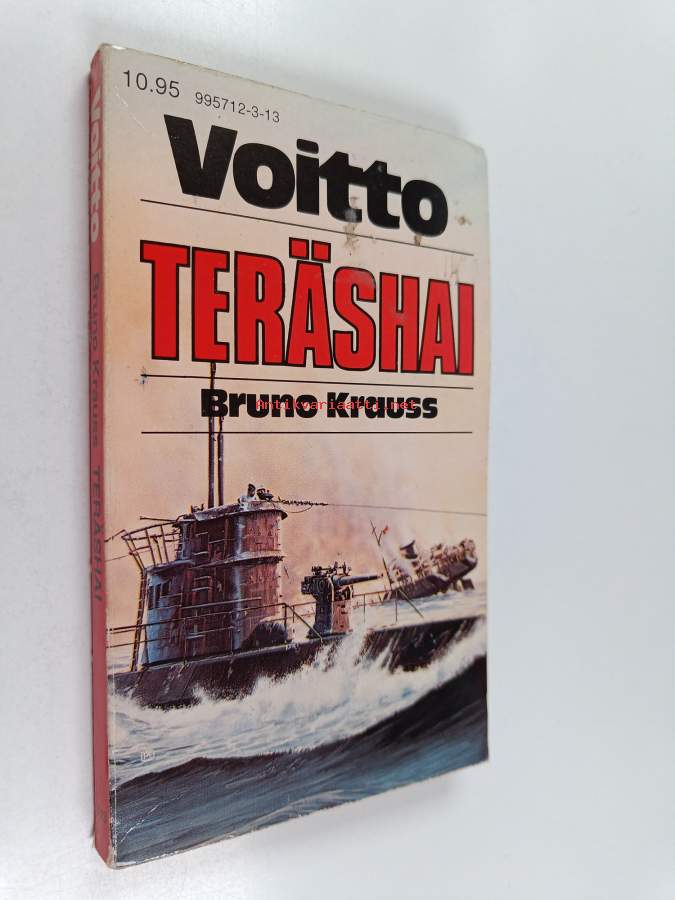 10.95 995712-3-13
Voitto
TERÄSHAI
Bruno Krauss
Antikvariaatti.net
Voitto Bruno Krauss TERÄSHAI